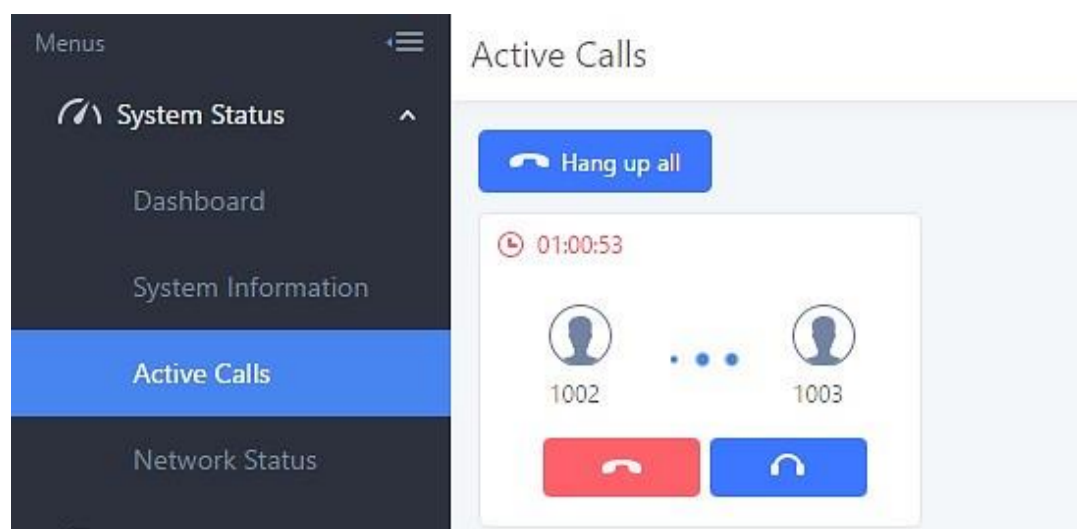 Menus
System Status
Dashboard
System Information
Active Calls
Network Status
Active Calls
Hang up all
01:00:53
1002
1003